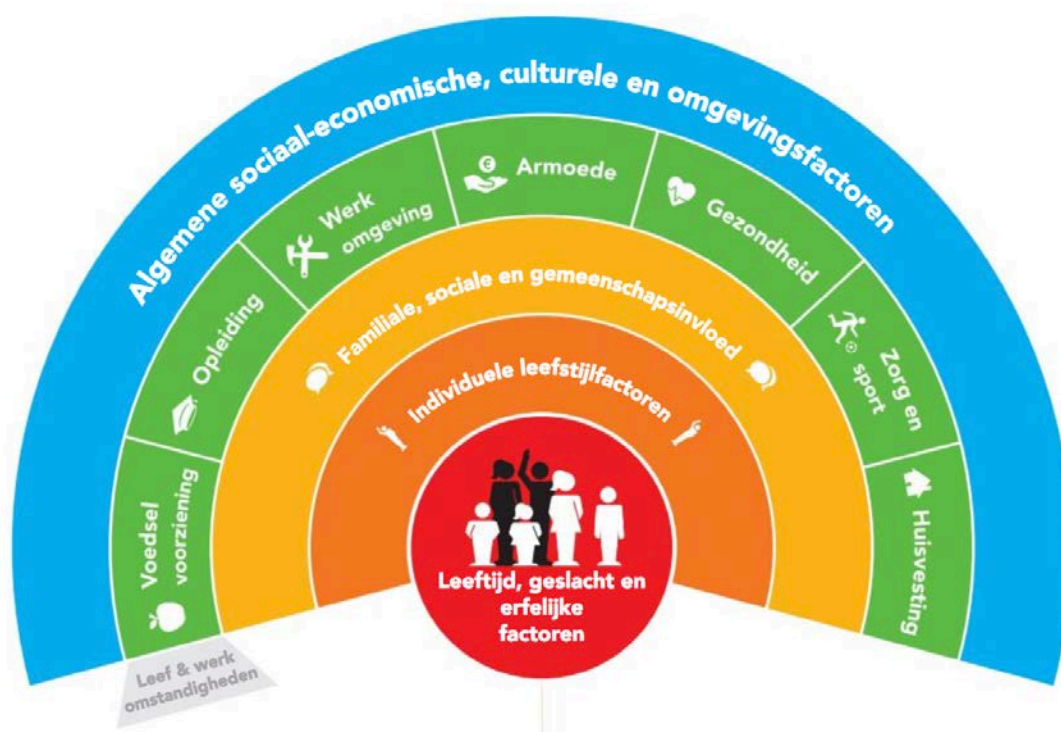 Algemene sociaal-economische, culturele en omgevingsfactoren
Voedsel
voorziening
Opleiding
Werk
omgeving
Armoede
Gezondheid
Zorg en
sport
Huisvesting
Familiale, sociale en gemeenschapsinvloed
Individuele leefstijlfactoren
Leeftijd, geslacht en
erfelijke
factoren
Leef & werk
omstandigheden